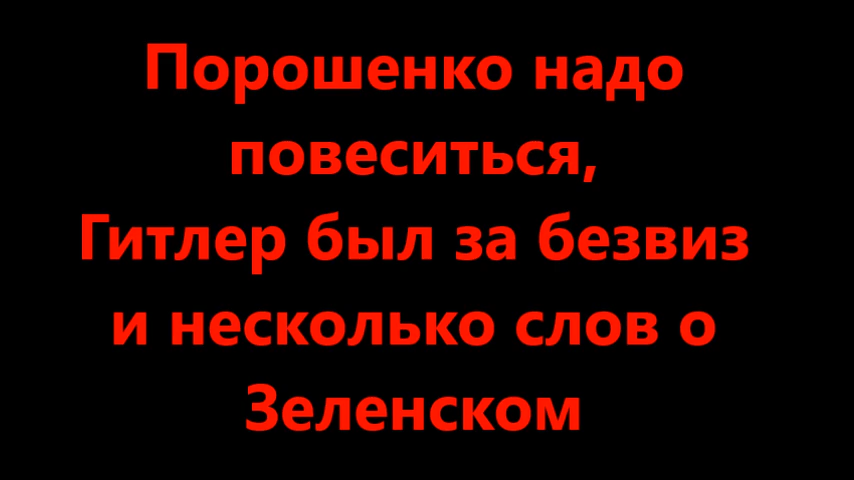 Порошенко надо
повеситься,
Гитлер был за безвиз
и несколько слов о
Зеленском